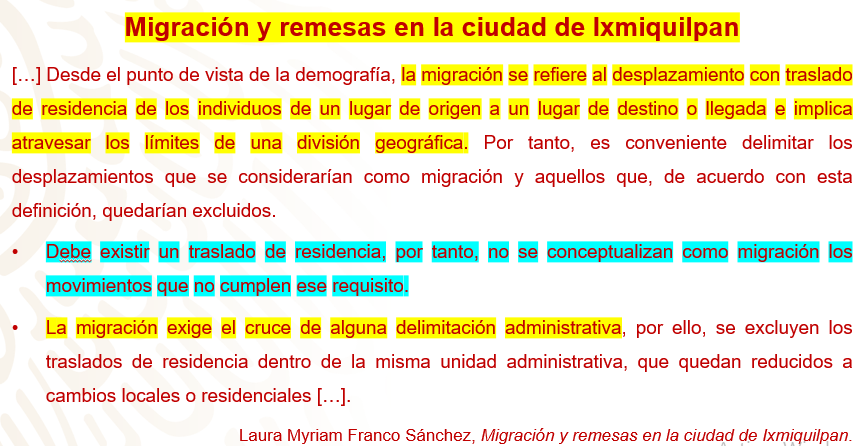 Migración y remesas en la ciudad de Ixmiquilpan
[…] Desde el punto de vista de la demografía, la migración se refiere al desplazamiento con traslado
de residencia de los individuos de un lugar de origen a un lugar de destino o llegada e implica
atravesar los límites de una división geográfica. Por tanto, es conveniente delimitar los
desplazamientos que se considerarían como migración y aquellos que, de acuerdo con esta
definición, quedarían excluidos.
• Debe existir un traslado de residencia, por tanto, no se conceptualizan como migración los
movimientos que no cumplen ese requisito.
• La migración exige el cruce de alguna delimitación administrativa, por ello, se excluyen los
traslados de residencia dentro de la misma unidad administrativa, que quedan reducidos a
cambios locales o residenciales […].
Laura Myriam Franco Sánchez, Migración y remesas en la ciudad de Ixmiquilpan.